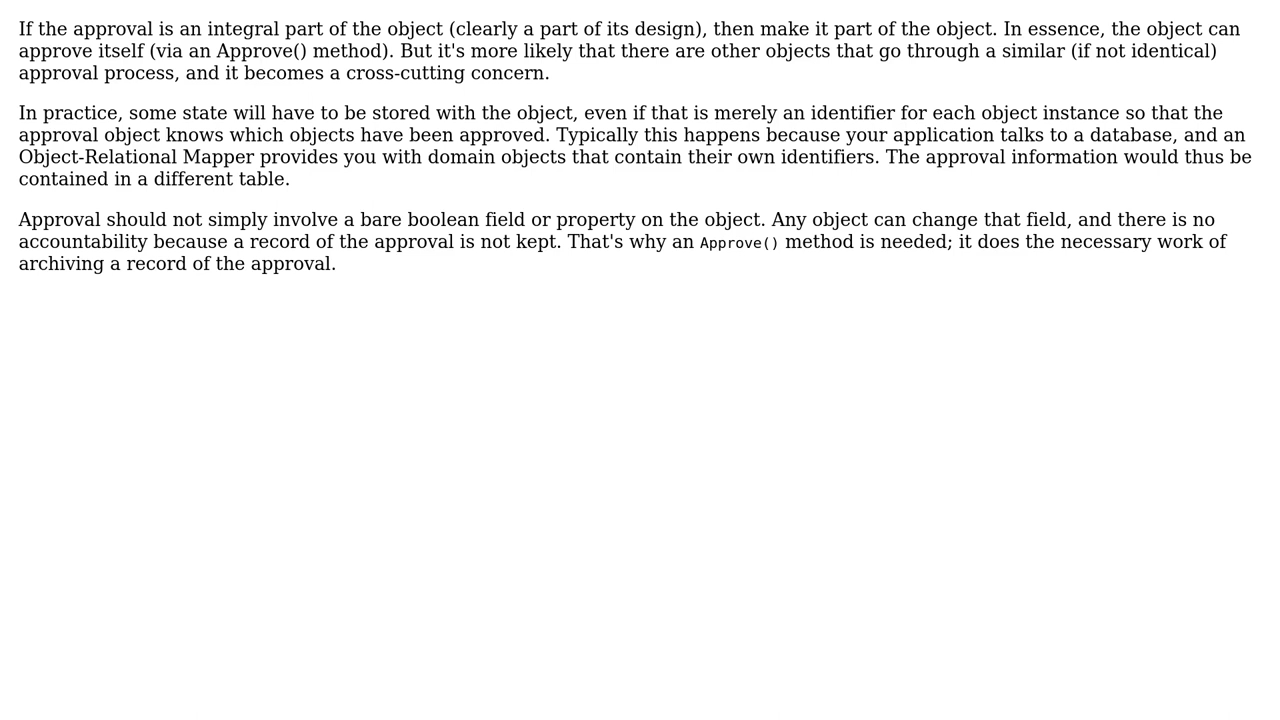 If the approval is an integral part of the object (clearly a part of its design), then make it part of the object. In essence, the object can
approve itself (via an Approve() method). But it's more likely that there are other objects that go through a similar (if not identical)
approval process, and it becomes a cross-cutting concern.
In practice, some state will have to be stored with the object, even if that is merely an identifier for each object instance so that the
approval object knows which objects have been approved. Typically this happens because your application talks to a database, and an
Object-Relational Mapper provides you with domain objects that contain their own identifiers. The approval information would thus be
contained in a different table.
Approval should not simply involve a bare boolean field or property on the object. Any object can change that field, and there is no
accountability because a record of the approval is not kept. That's why an Approve() method is needed; it does the necessary work of
archiving a record of the approval.